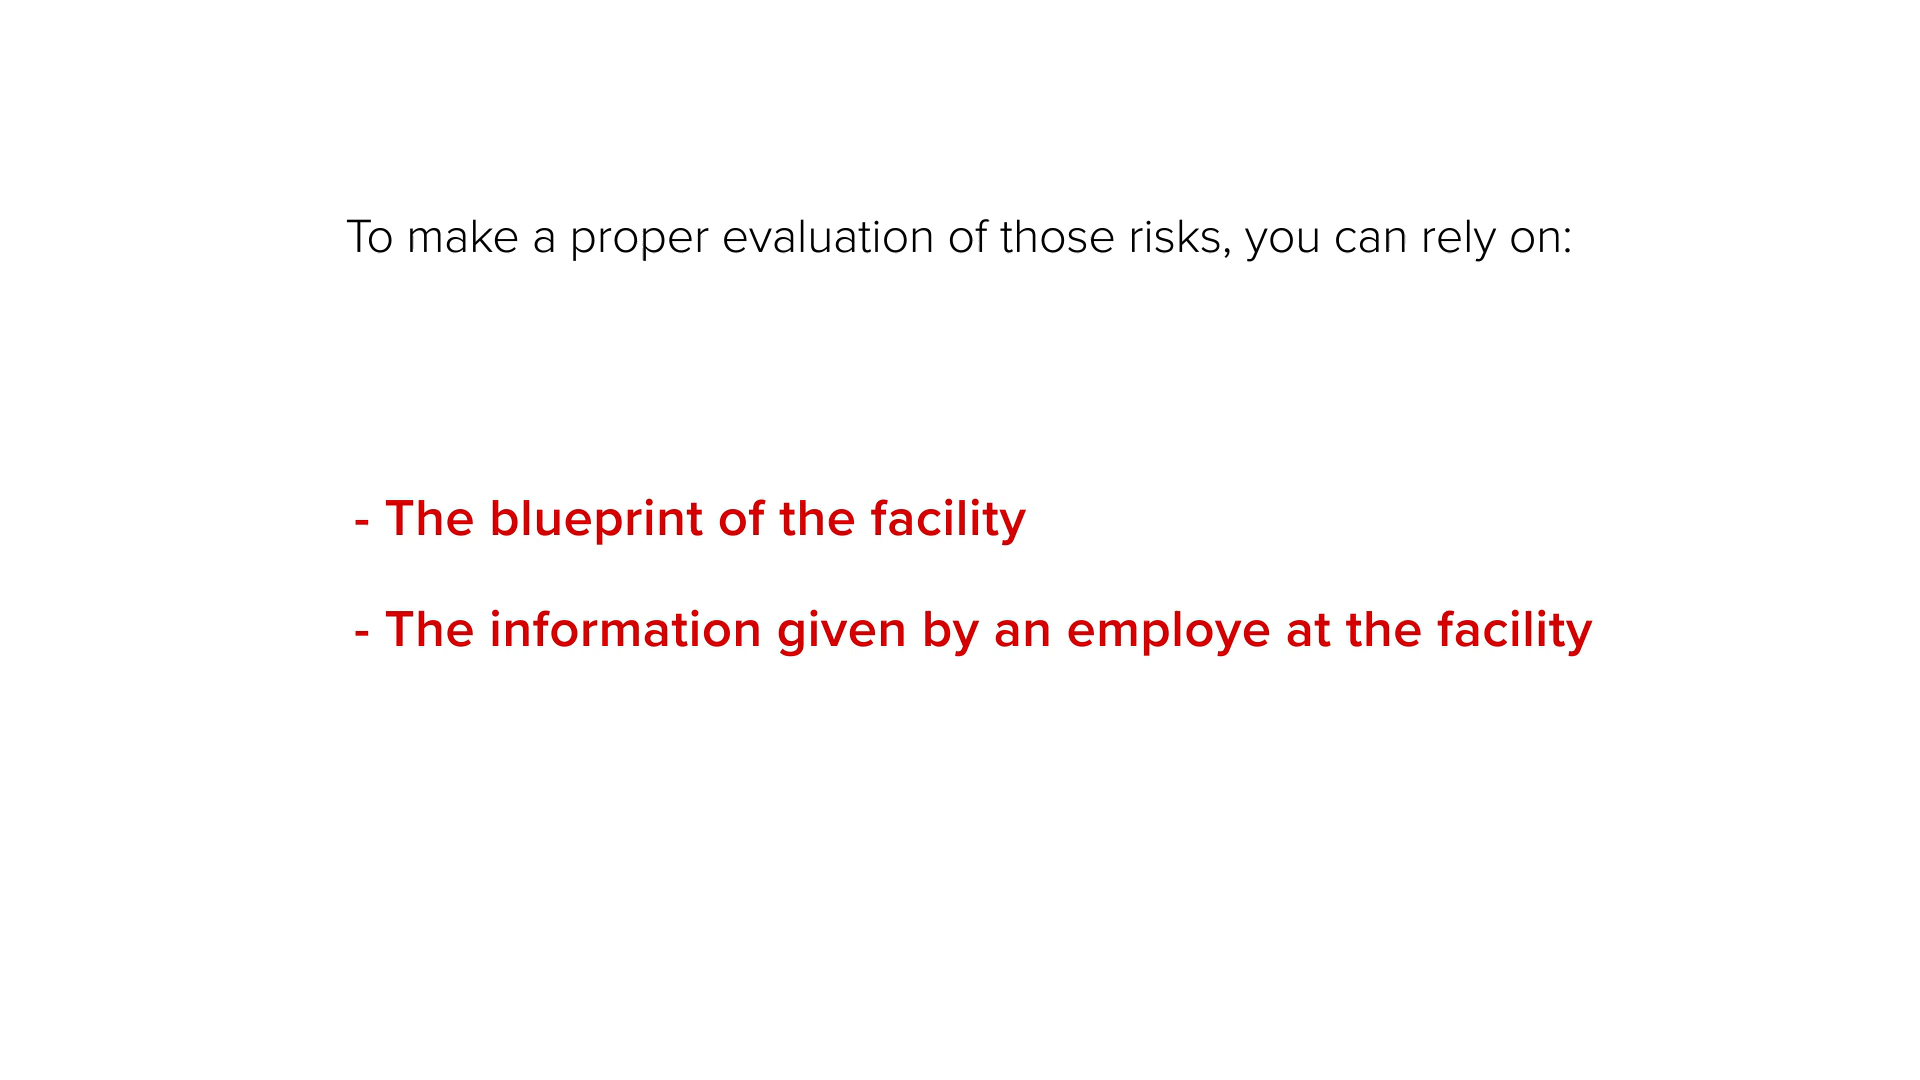 To make a proper evaluation of those risks, you can rely on:
- The blueprint of the facility
- The information given by an employe at the facility